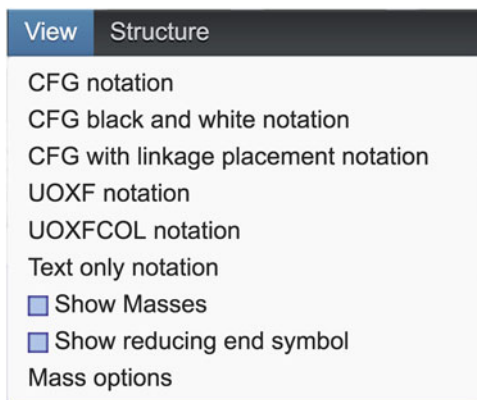 View Structure
CFG notation
CFG black and white notation
CFG with linkage placement notation
UOXF notation
UOXFCOL notation
Text only notation
Show Masses
Show reducing end symbol
Mass options